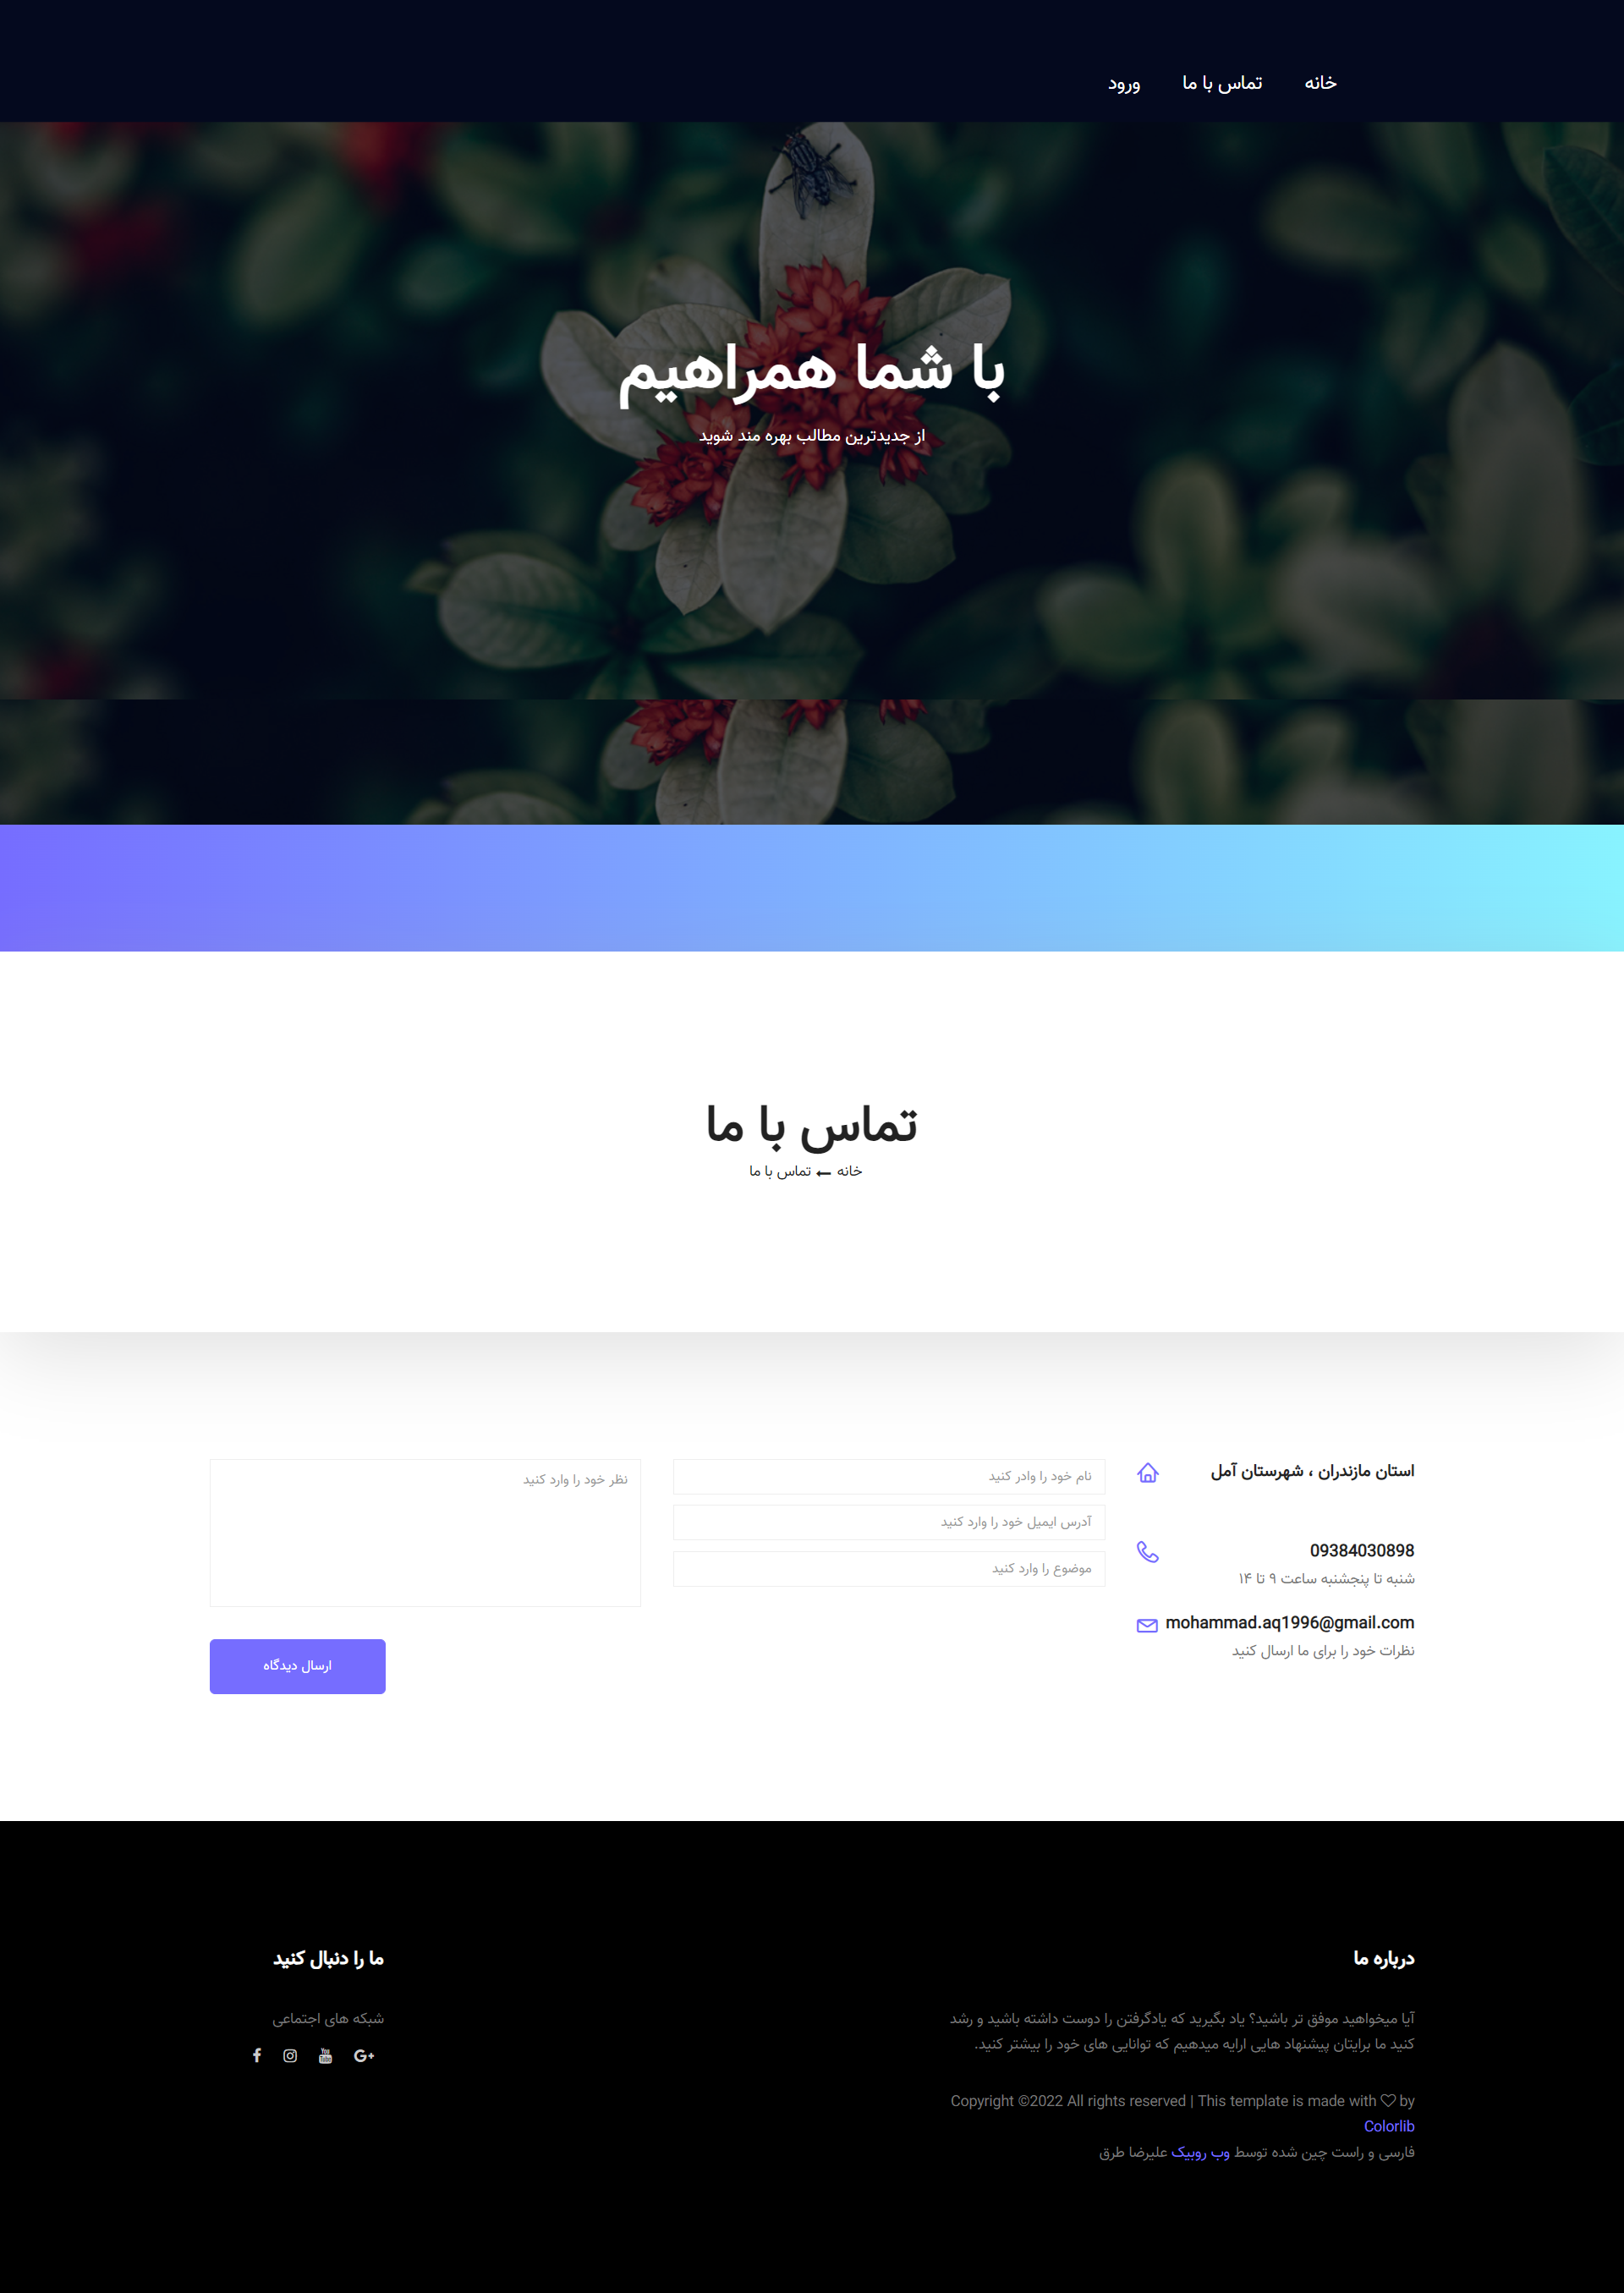 خانه
تماس با ما
ورود
با شما همراهیم
از جدیدترین مطالب بهره مند شوید
تماس با ما
خانه
تماس با ما
استان مازندران ، شهرستان آمل
09384030898
شنبه تا پنجشنبه ساعت ۹ تا ۱۴
mohammad.aq1996@gmail.com
نظرات خود را برای ما ارسال کنید
نام خود را وادر کنید
آدرس ایمیل خود را وارد کنید
موضوع را وارد کنید
نظر خود را وارد کنید
ارسال دیدگاه
درباره ما
آیا میخواهید موفق تر باشید؟ یاد بگیرید که یادگرفتن را دوست داشته باشید و رشد
کنید ما برایتان پیشنهاد هایی ارایه میدهیم که توانایی های خود را بیشتر کنید.
Copyright ©2022 All rights reserved | This template is made with ♡ by
Colorlib
فارسی و راست چین شده توسط وب روبیک علیرضا طرق
ما را دنبال کنید
شبکه های اجتماعی